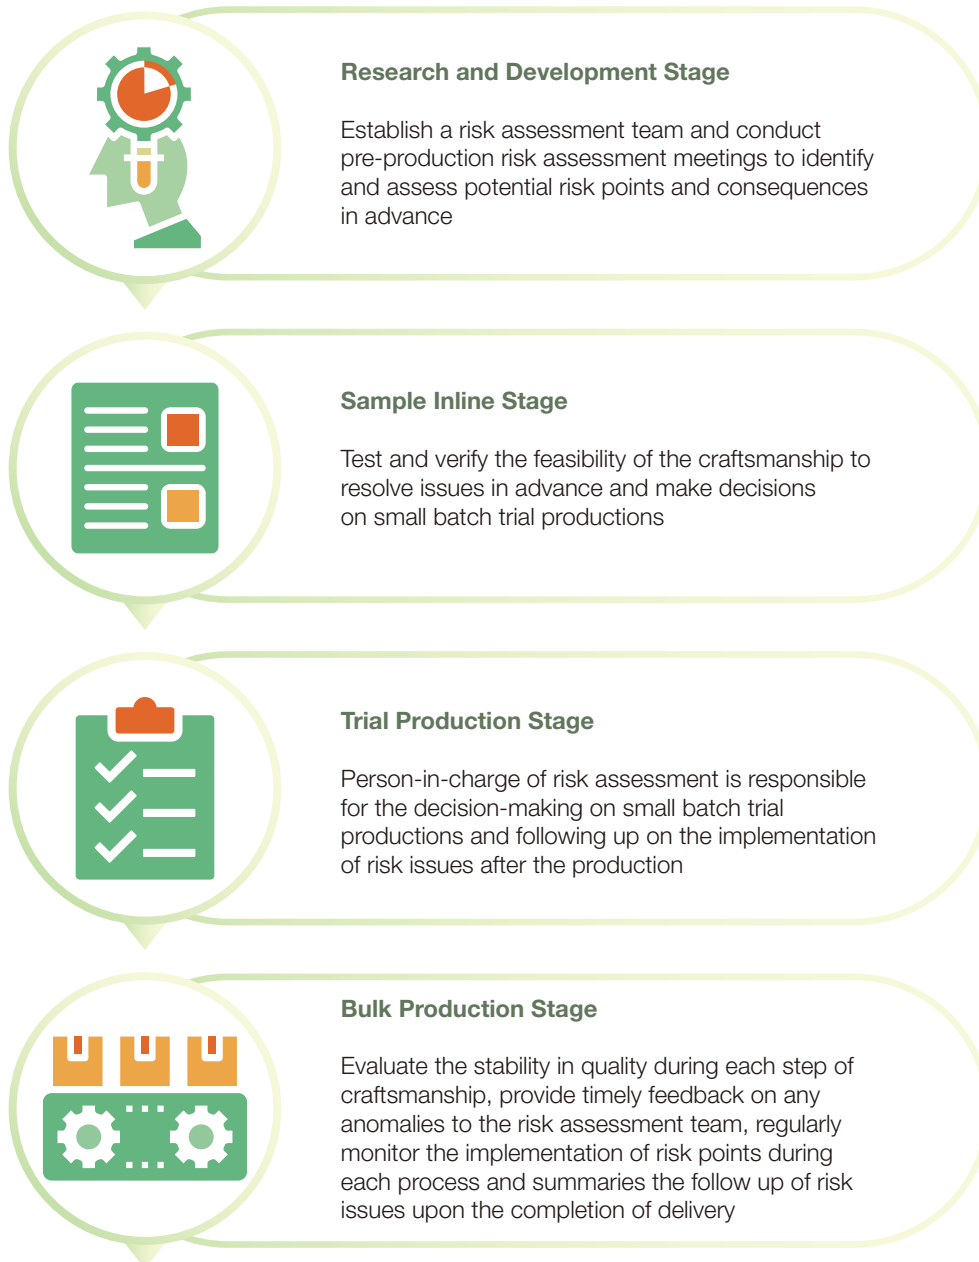 Research and Development Stage
Establish a risk assessment team and conduct
pre-production risk assessment meetings to identify
and assess potential risk points and consequences
in advance
Sample Inline Stage
Test and verify the feasibility of the craftsmanship to
resolve issues in advance and make decisions
on small batch trial productions
Trial Production Stage
Person-in-charge of risk assessment is responsible
for the decision-making on small batch trial
productions and following up on the implementation
of risk issues after the production
Bulk Production Stage
Evaluate the stability in quality during each step of
craftsmanship, provide timely feedback on any
anomalies to the risk assessment team, regularly
monitor the implementation of risk points during
each process and summaries the follow up of risk
issues upon the completion of delivery